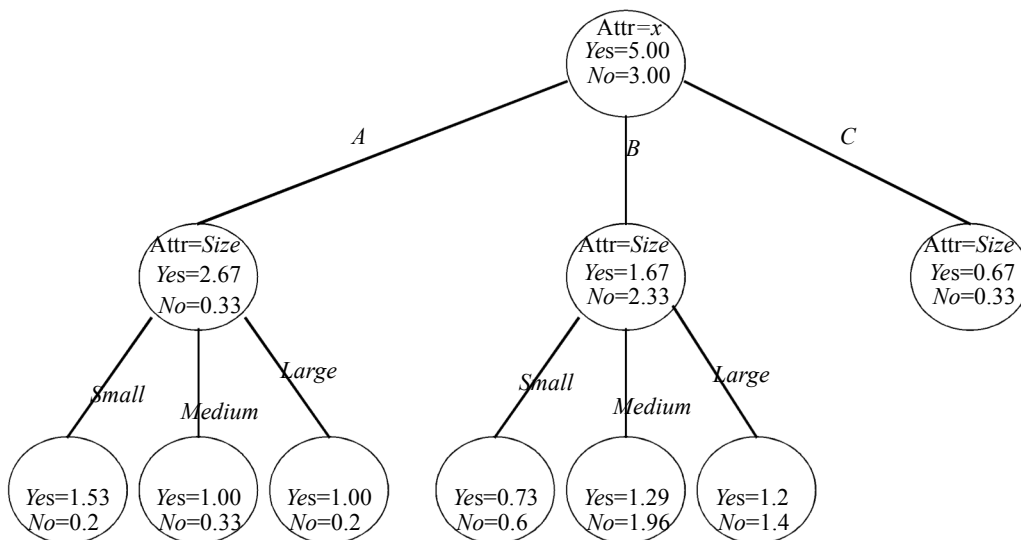 Attr=x
Yes=5.00
No=3.00
A
B
C
Attr=Size
Yes=2.67
No=0.33
Attr=Size
Yes=1.67
No=2.33
Attr=Size
Yes=0.67
No=0.33
Small
Medium
Large
Small
Medium
Large
Yes=1.53
No=0.2
Yes=1.00
No=0.33
Yes=1.00
No=0.2
Yes=0.73
No=0.6
Yes=1.29
No=1.96
Yes=1.2
No=1.4